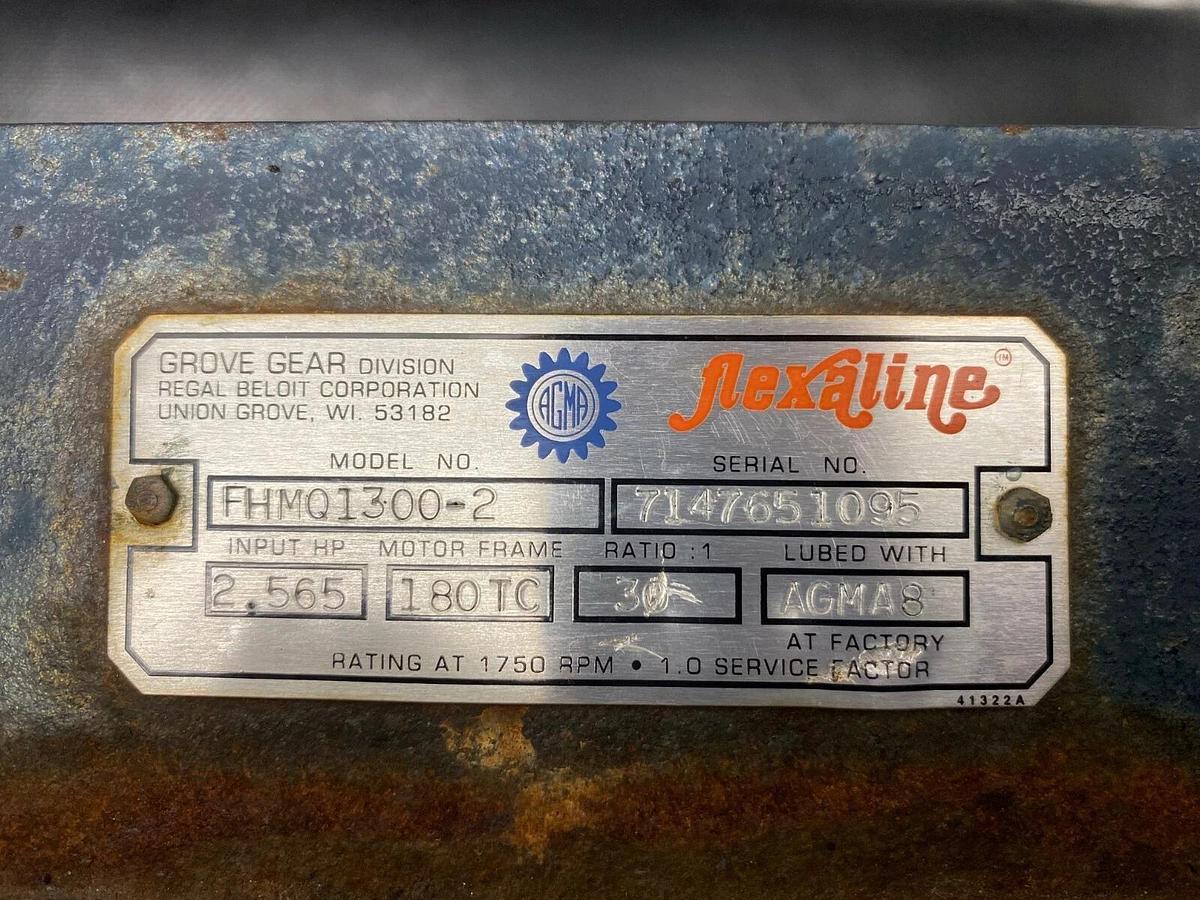 GROVE GEAR DIVISION
REGAL BELOIT CORPORATION
UNION GROVE, WI. 53182
AGMA
flexaline TM
MODEL NO. SERIAL NO.
FHMQ1300-2 7147651095
INPUT HP MOTOR FRAME RATIO :1 LUBED WITH
2.565 180TC 30 AGMA8
AT FACTORY
RATING AT 1750 RPM • 1.0 SERVICE FACTOR
41322A